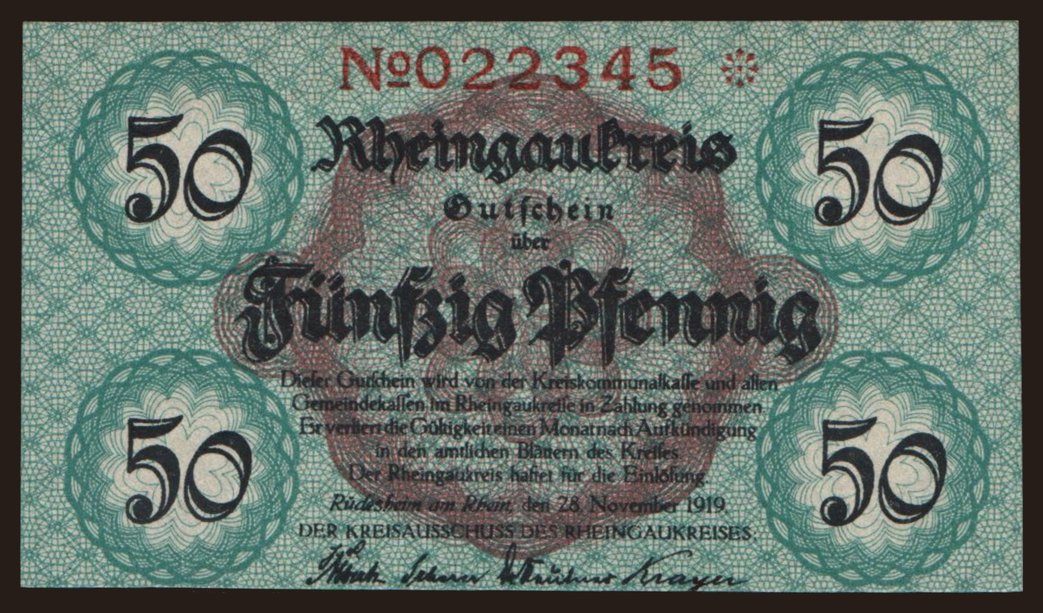 No 022345
50 50
Rheingaukreis
Gutschein
über
Fünfzig Pfennig
Dieser Gutschein wird von der Kreiskommunalkasse und allen
Gemeindekassen im Rheingaukreise in Zahlung genommen
Er verliert die Gültigkeit einen Monat nach Aufkündigung
in den amtlichen Blättern des Kreises
Der Rheingaukreis haftet für die Einlösung.
Rüdesheim am Rhein, den 28. November 1919.
50 50
DER KREISAUSSCHUSS DES RHEINGAUKREISES: